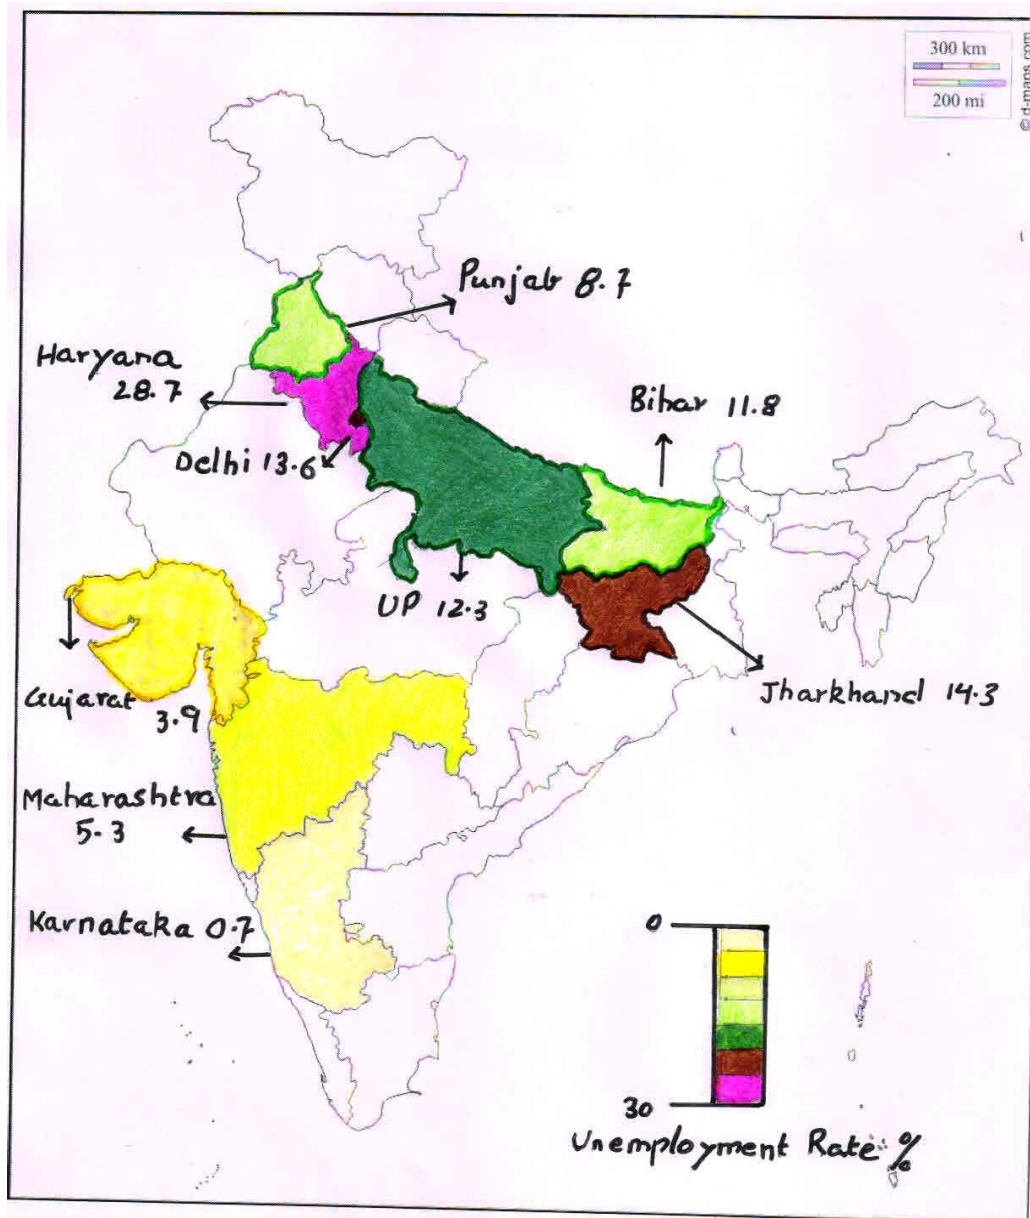 300 km
200 mi
© d-maps.com
Punjab 8.7
Haryana
28.7
Bihar 11.8
Delhi 13.6
UP 12.3
Gujarat
3.9
Jharkhand 14.3
Maharashtra
5.3
Karnataka 0.7
0
30
Unemployment Rate %